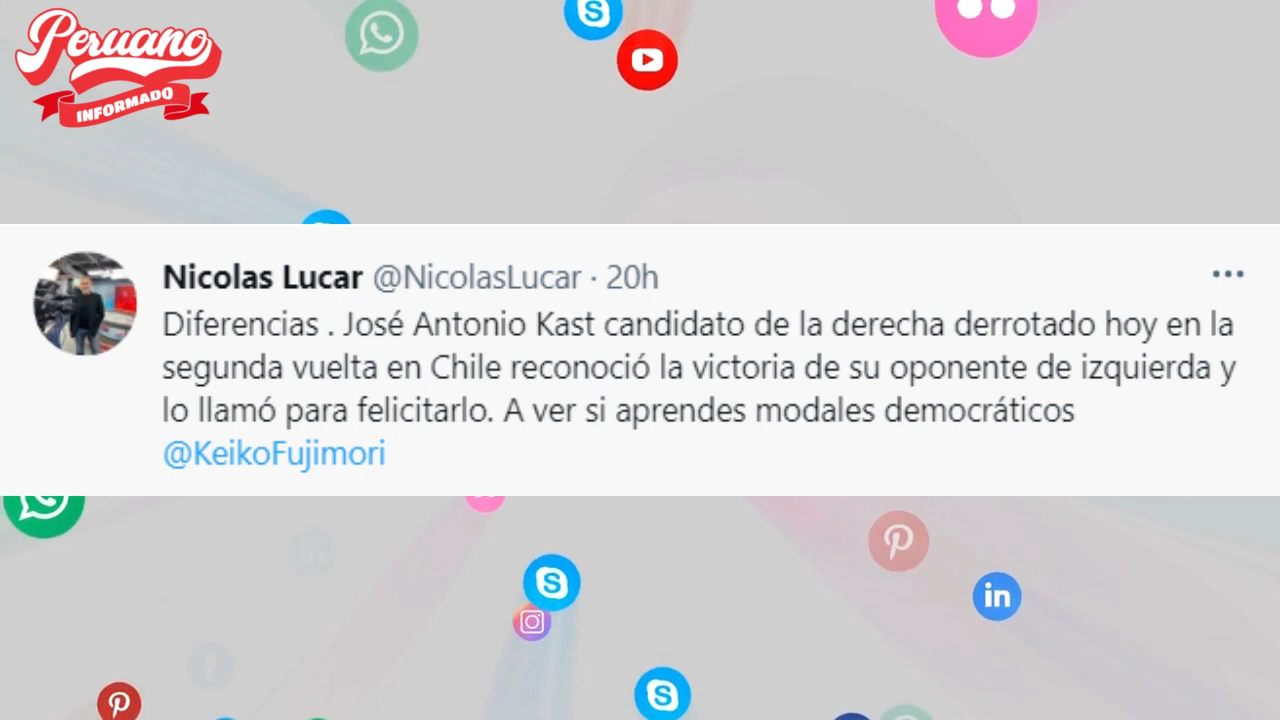 Peruano
INFORMADO
Nicolas Lucar @NicolasLucar · 20h
Diferencias . José Antonio Kast candidato de la derecha derrotado hoy en la
segunda vuelta en Chile reconoció la victoria de su oponente de izquierda y
lo llamó para felicitarlo. A ver si aprendes modales democráticos
@KeikoFujimori